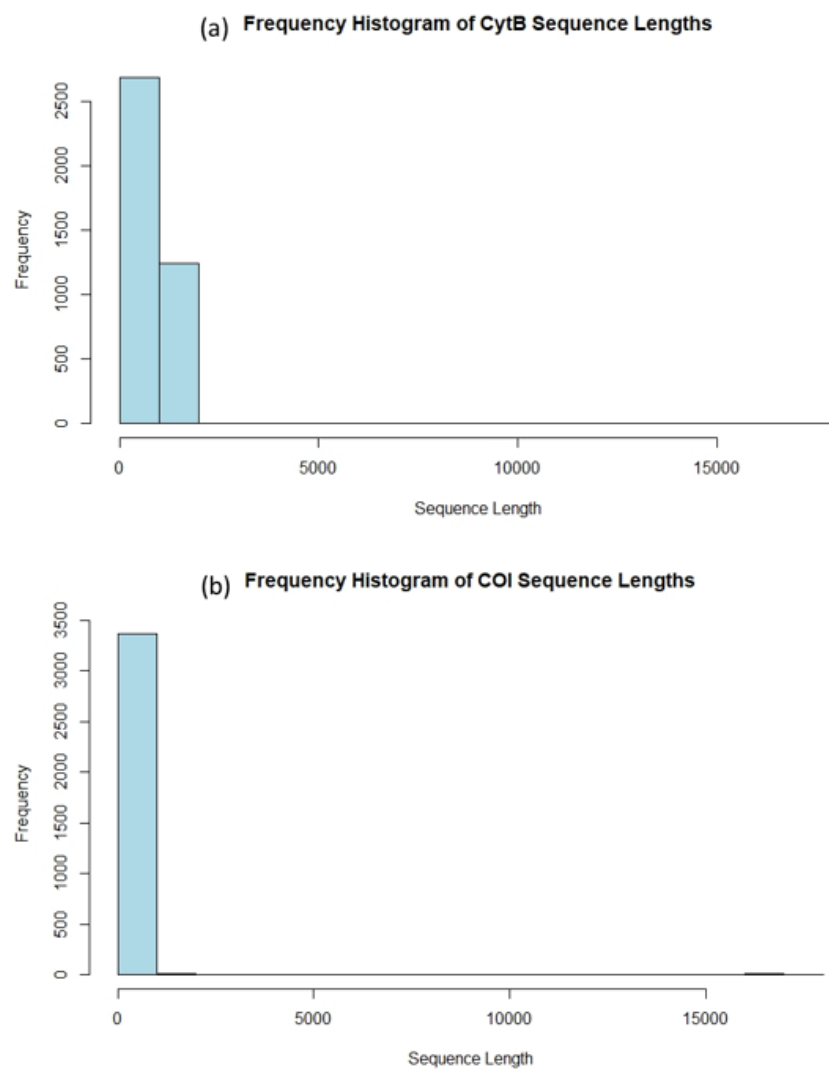 (a) Frequency Histogram of CytB Sequence Lengths
2500
2000
1500
1000
500
0
Frequency
0 5000 10000 15000
Sequence Length
(b) Frequency Histogram of COI Sequence Lengths
3500
3000
2500
2000
1500
1000
500
0
Frequency
0 5000 10000 15000
Sequence Length